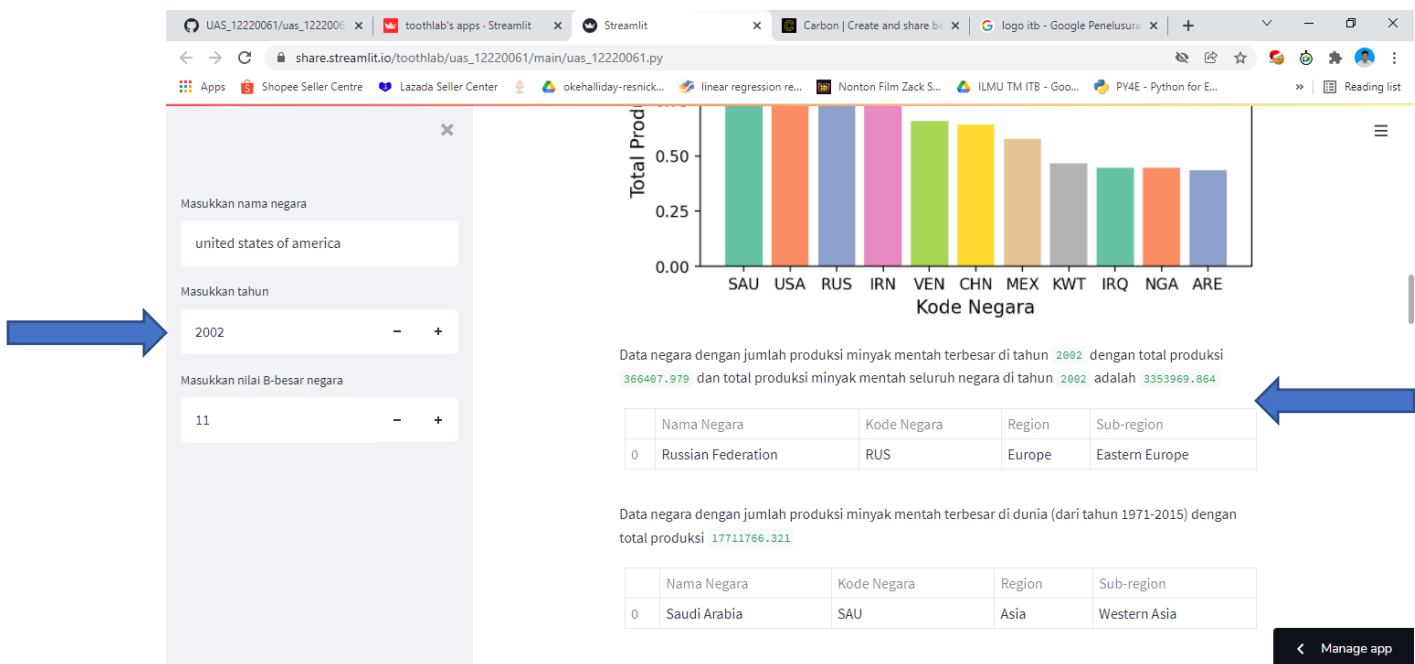 UAS_12220061/uas_1222006
toothlab's apps · Streamlit
Streamlit
Carbon | Create and share be
logo itb - Google Penelusura
share.streamlit.io/toothlab/uas_12220061/main/uas_12220061.py
Apps
Shopee Seller Centre
Lazada Seller Center
okehalliday-resnick...
linear regression re...
Nonton Film Zack S...
ILMU TM ITB - Goo...
PY4E - Python for E...
»
Reading list
Masukkan nama negara
united states of america
Masukkan tahun
2002 − +
Masukkan nilai B-besar negara
11 − +
Total Prod
0.50
0.25
0.00
SAU USA RUS IRN VEN CHN MEX KWT IRQ NGA ARE
Kode Negara
Data negara dengan jumlah produksi minyak mentah terbesar di tahun 2002 dengan total produksi
366407.979 dan total produksi minyak mentah seluruh negara di tahun 2002 adalah 3353969.864
Nama Negara Kode Negara Region Sub-region
0 Russian Federation RUS Europe Eastern Europe
Data negara dengan jumlah produksi minyak mentah terbesar di dunia (dari tahun 1971-2015) dengan
total produksi 17711766.321
Nama Negara Kode Negara Region Sub-region
0 Saudi Arabia SAU Asia Western Asia
Manage app